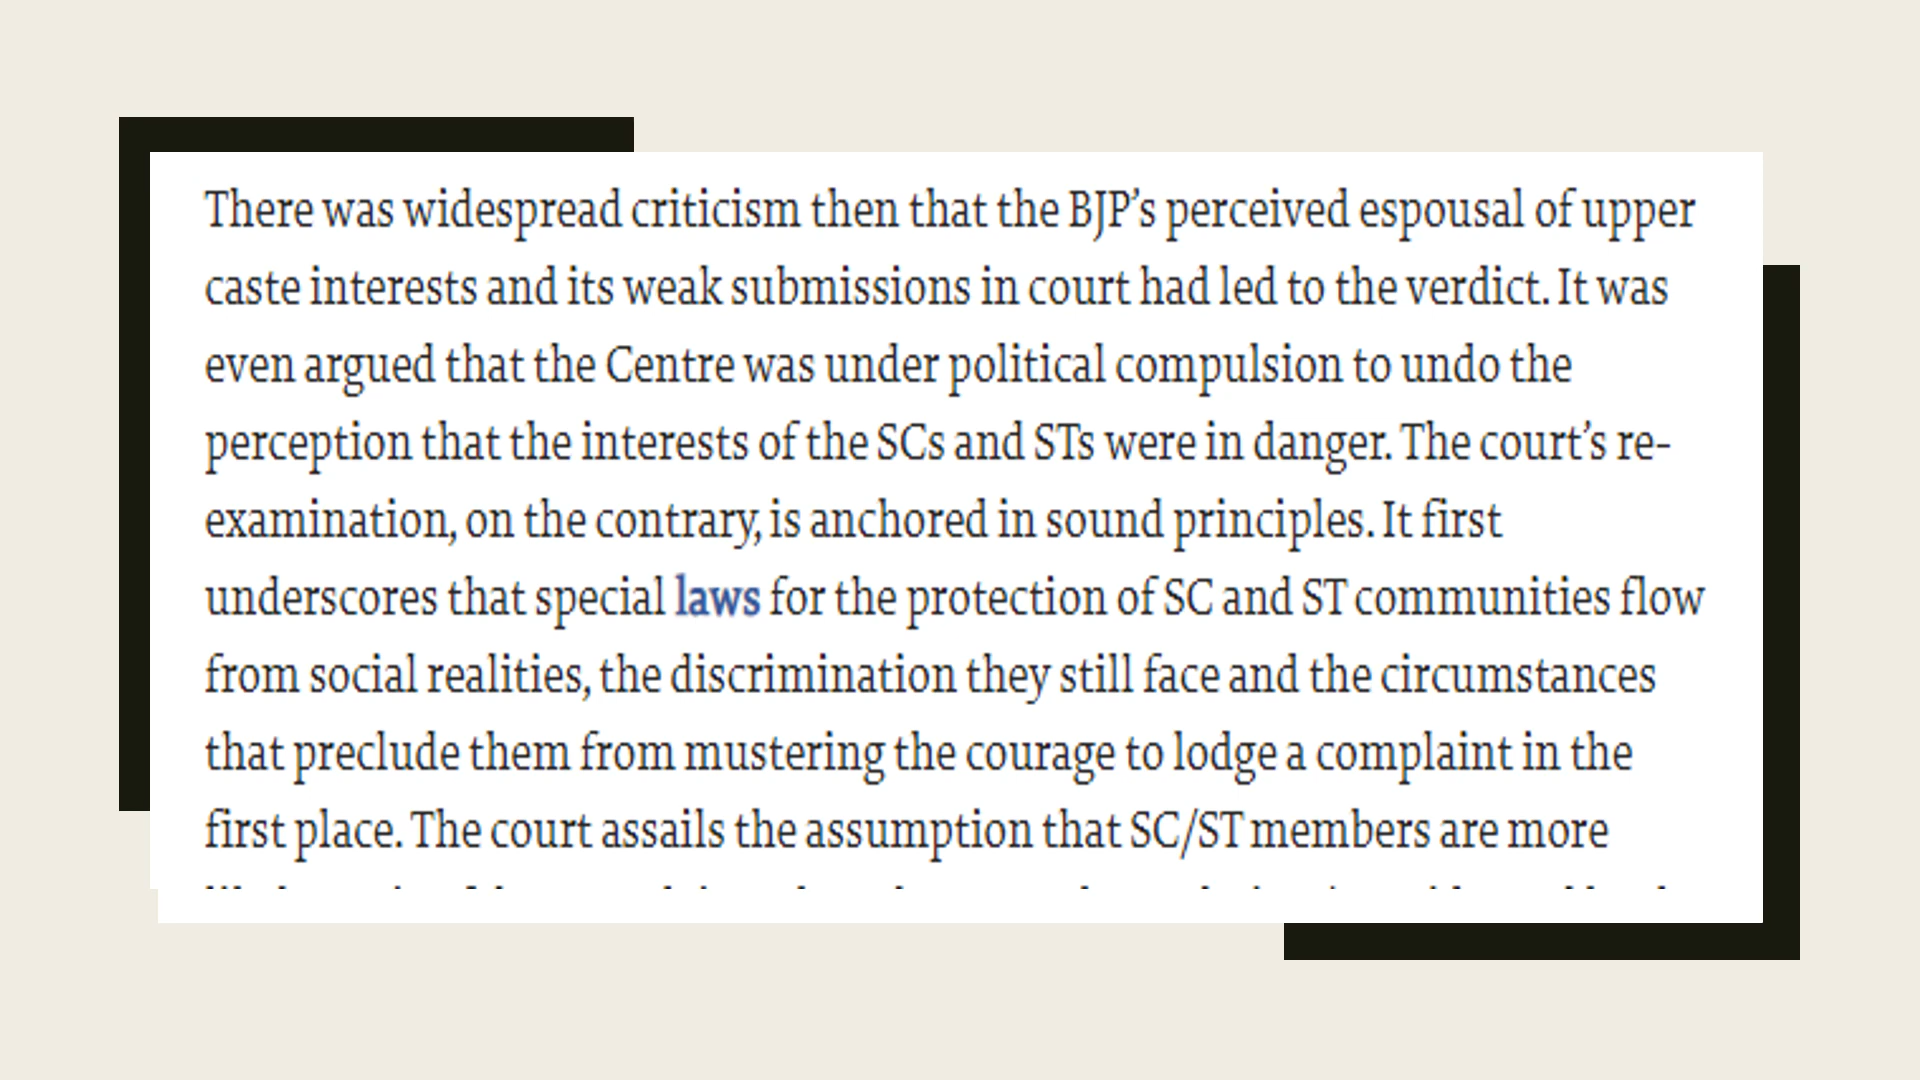 There was widespread criticism then that the BJP’s perceived espousal of upper
caste interests and its weak submissions in court had led to the verdict. It was
even argued that the Centre was under political compulsion to undo the
perception that the interests of the SCs and STs were in danger. The court’s re-
examination, on the contrary, is anchored in sound principles. It first
underscores that special laws for the protection of SC and ST communities flow
from social realities, the discrimination they still face and the circumstances
that preclude them from mustering the courage to lodge a complaint in the
first place. The court assails the assumption that SC/ST members are more